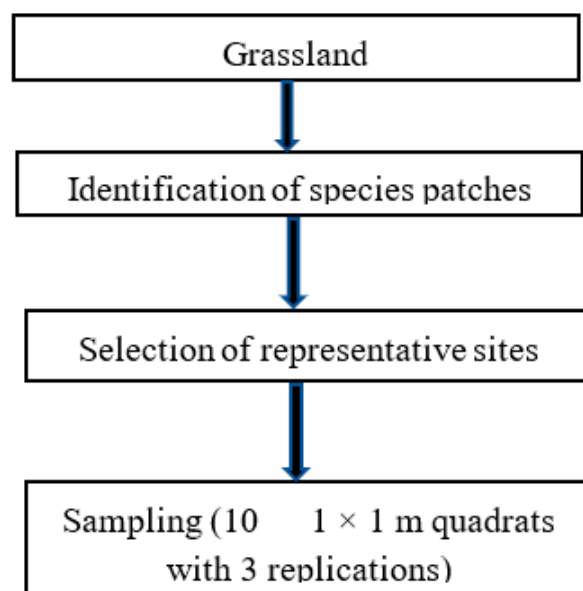 Grassland
Identification of species patches
Selection of representative sites
Sampling (10 1 × 1 m quadrats
with 3 replications)